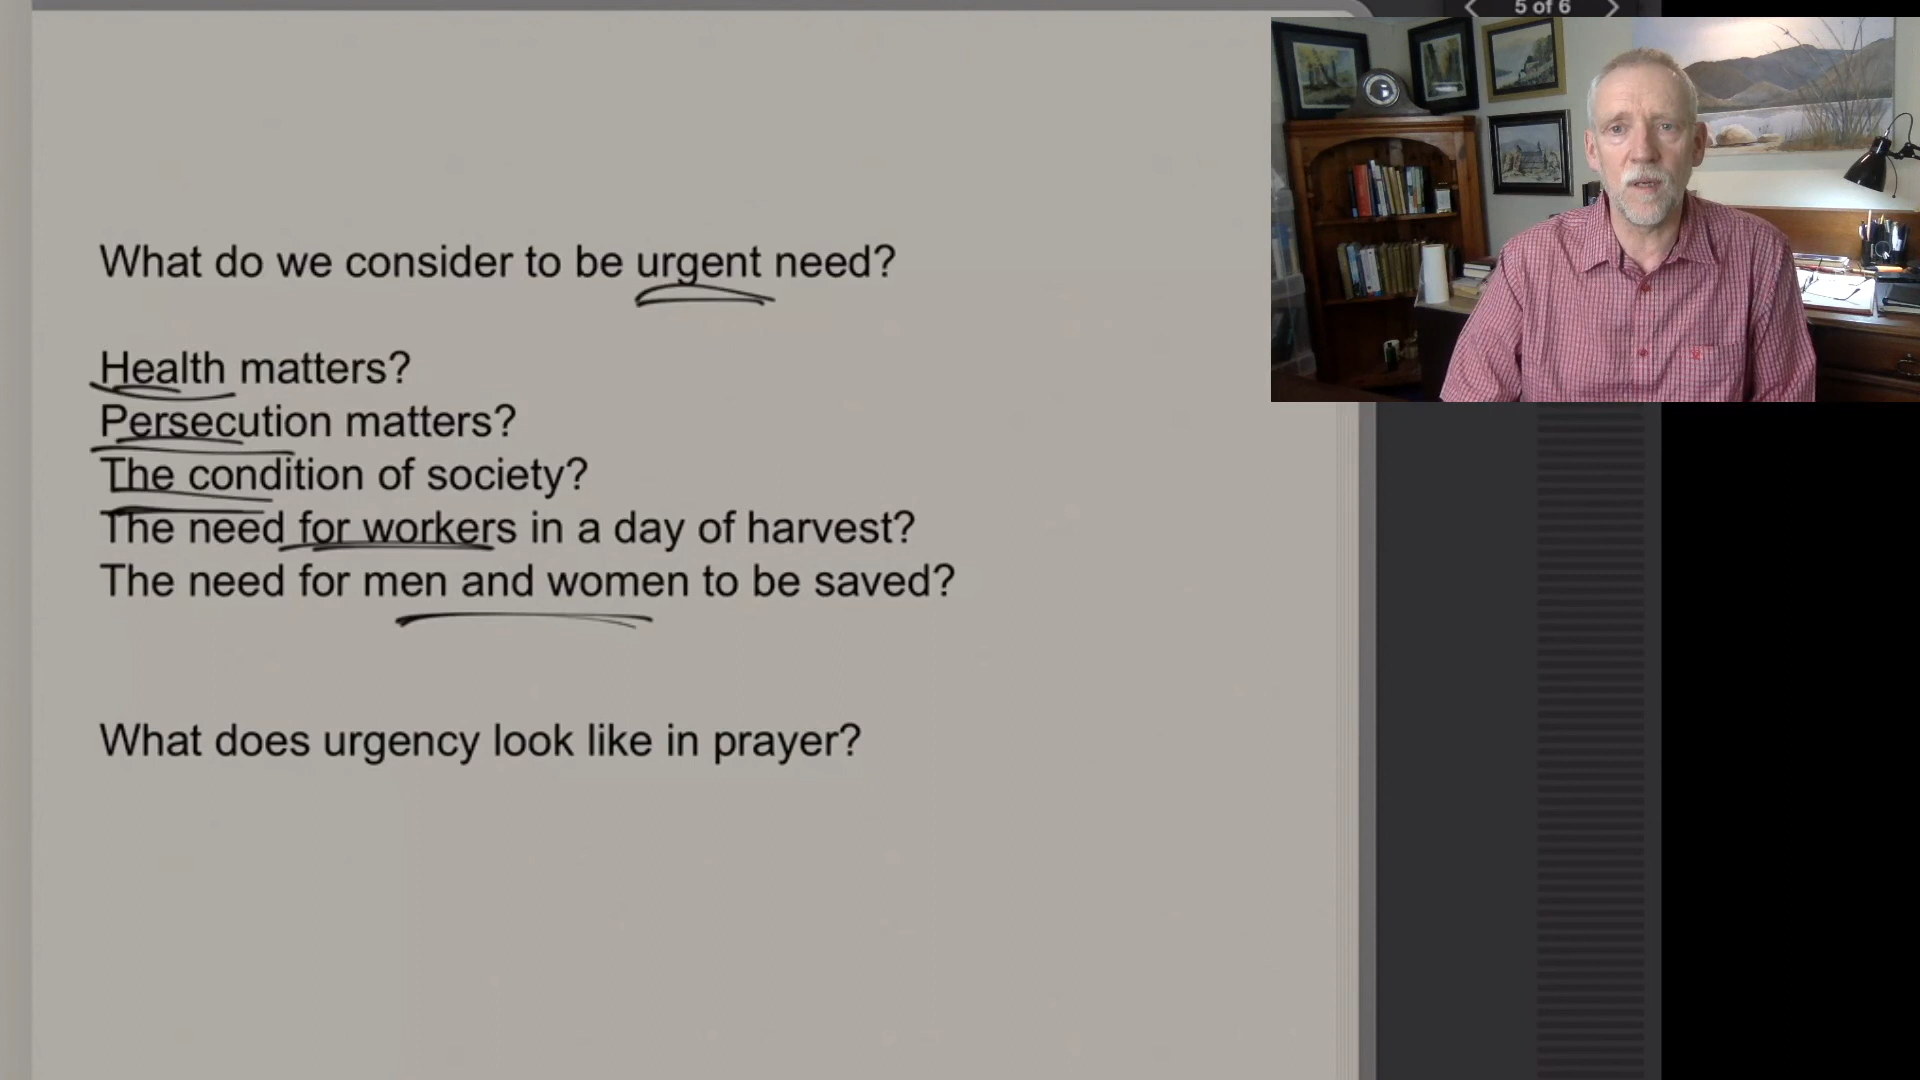 5 of 6
What do we consider to be urgent need?
Health matters?
Persecution matters?
The condition of society?
The need for workers in a day of harvest?
The need for men and women to be saved?
What does urgency look like in prayer?